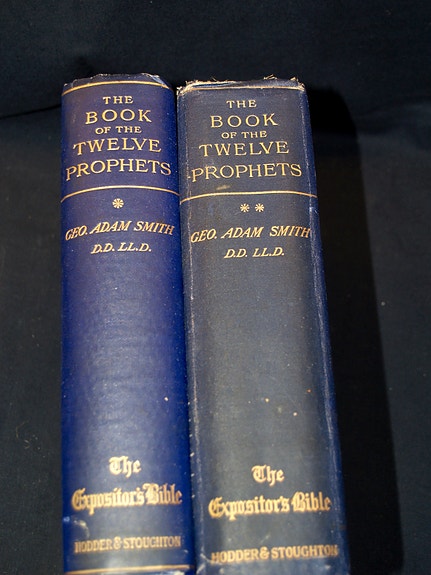 THE
BOOK
OF THE
TWELVE
PROPHETS
*
GEO. ADAM SMITH
D.D. LL.D.
The
Expositor's Bible
HODDER & STOUGHTON
THE
BOOK
OF THE
TWELVE
PROPHETS
* *
GEO. ADAM SMITH
D.D. LL.D.
The
Expositor's Bible
HODDER & STOUGHTON